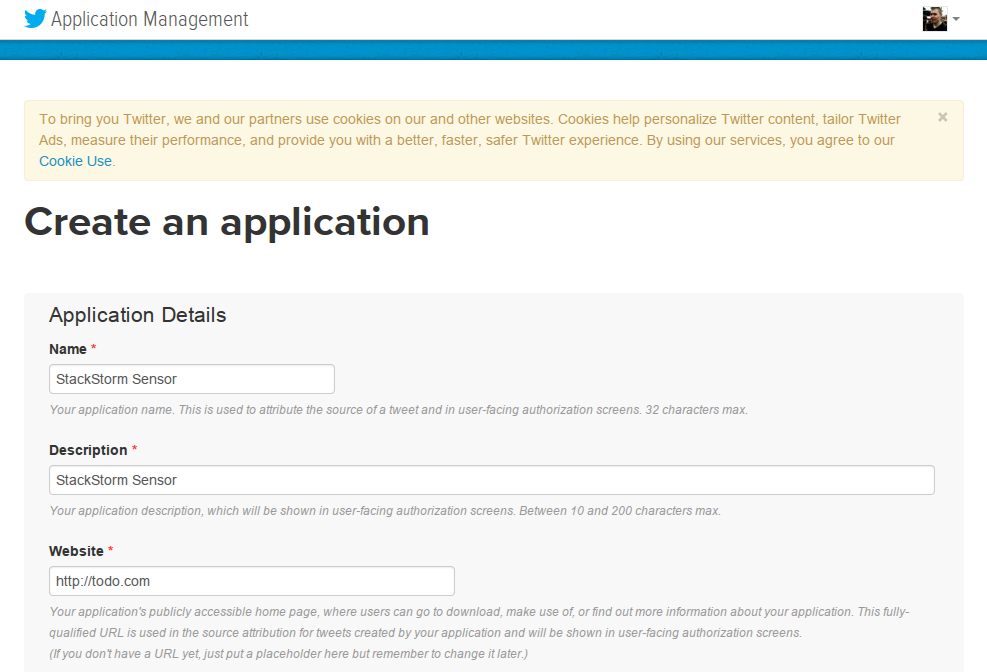 Application Management
To bring you Twitter, we and our partners use cookies on our and other websites. Cookies help personalize Twitter content, tailor Twitter
Ads, measure their performance, and provide you with a better, faster, safer Twitter experience. By using our services, you agree to our
Cookie Use.
×
Create an application
Application Details
Name *
StackStorm Sensor
Your application name. This is used to attribute the source of a tweet and in user-facing authorization screens. 32 characters max.
Description *
StackStorm Sensor
Your application description, which will be shown in user-facing authorization screens. Between 10 and 200 characters max.
Website *
http://todo.com
Your application's publicly accessible home page, where users can go to download, make use of, or find out more information about your application. This fully-
qualified URL is used in the source attribution for tweets created by your application and will be shown in user-facing authorization screens.
(If you don't have a URL yet, just put a placeholder here but remember to change it later.)